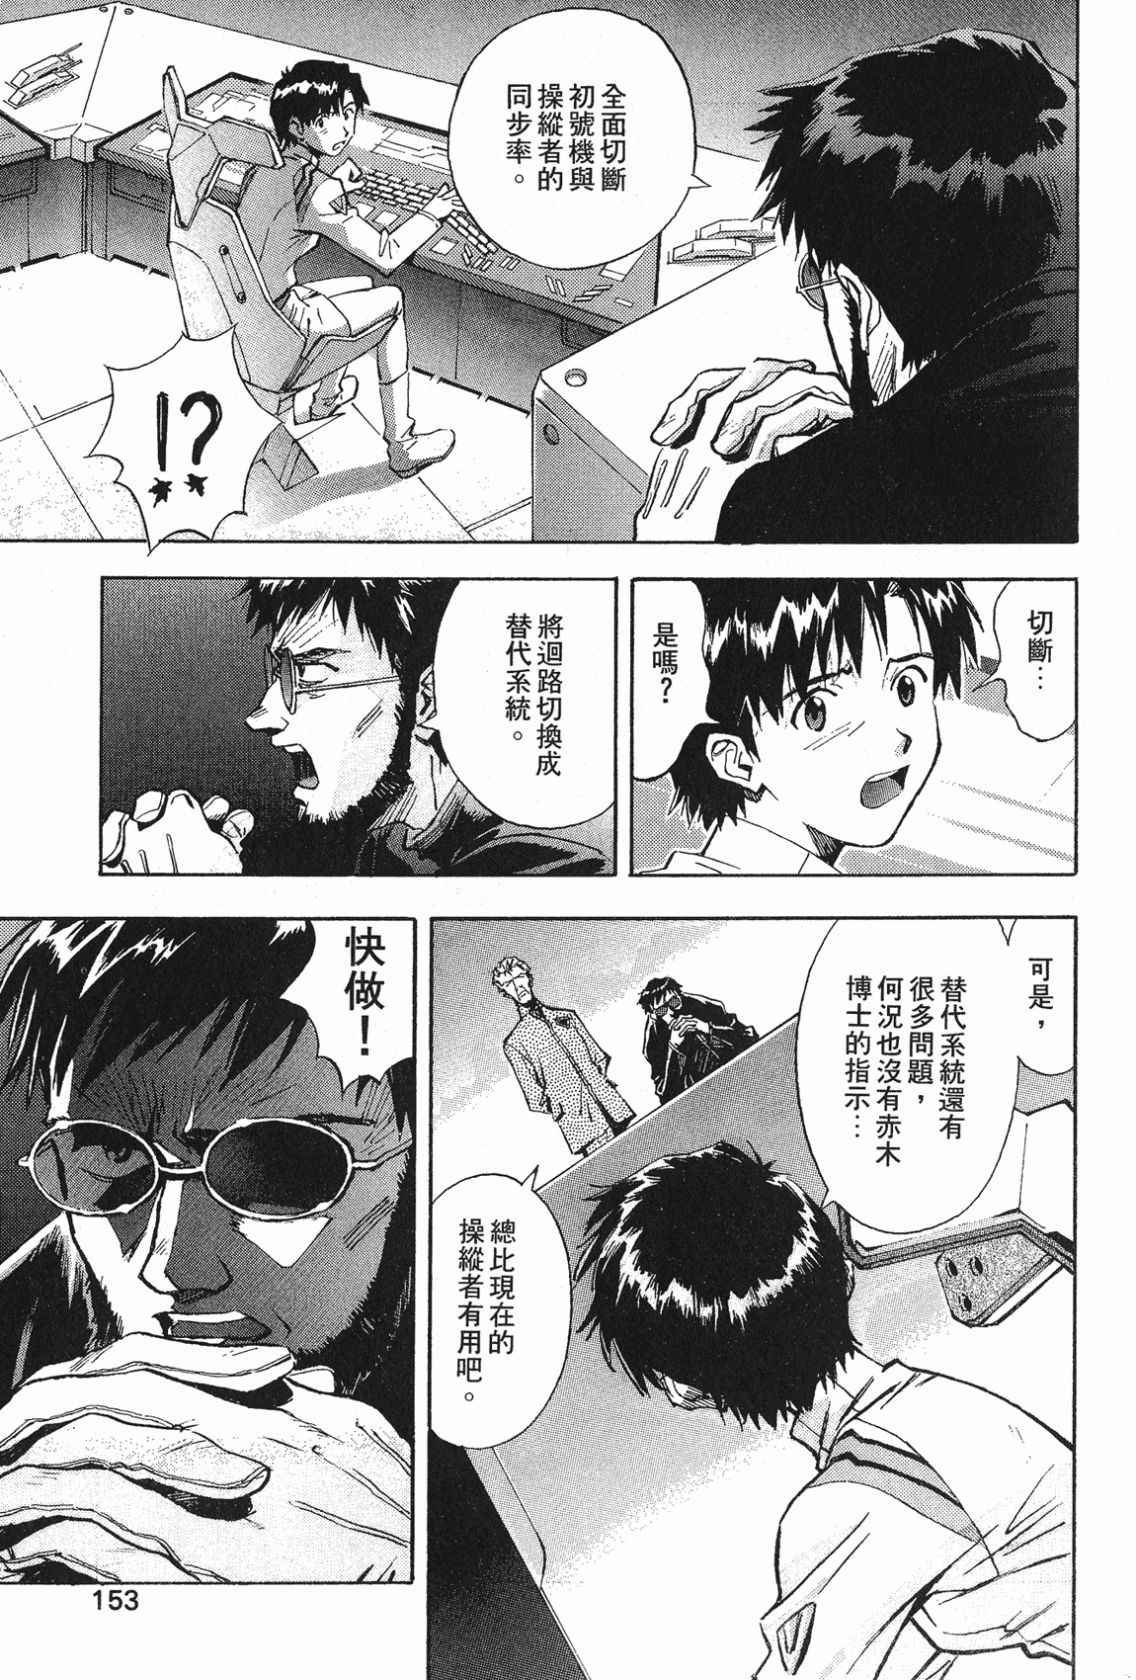 全面切斷
初號機與
操縱者的
同步率。
!?
切斷…
是嗎?
將迴路切換成
替代系統。
可是，
替代系統還有
很多問題，
何況也沒有赤木
博士的指示…
總比現在的
操縱者有用吧。
快做!
153